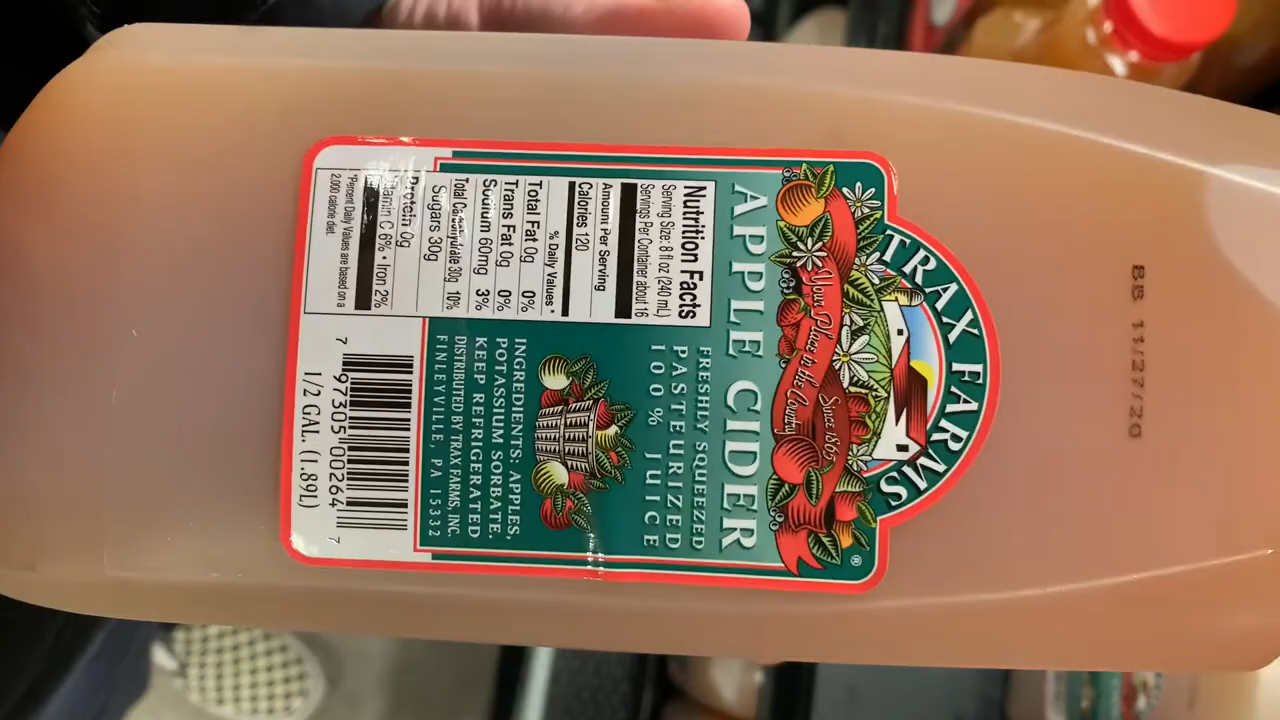 BB 11/27/20
TRAX FARMS
Your Place in the Country
Since 1865
®
APPLE CIDER
Nutrition Facts
Serving Size: 8 fl oz (240 mL)
Servings Per Container about 16
Amount Per Serving
Calories 120
% Daily Values*
Total Fat 0g 0%
Trans Fat 0g 0%
Sodium 60mg 3%
Total Carbohydrate 30g 10%
Sugars 30g
Protein 0g
Vitamin C 6% • Iron 2%
*Percent Daily Values are based on a
2,000 calorie diet.
FRESHLY SQUEEZED
PASTEURIZED
100% JUICE
INGREDIENTS: APPLES,
POTASSIUM SORBATE.
KEEP REFRIGERATED
DISTRIBUTED BY TRAX FARMS, INC.
FINLEYVILLE, PA 15332
7 97305 00264 7
1/2 GAL. (1.89L)